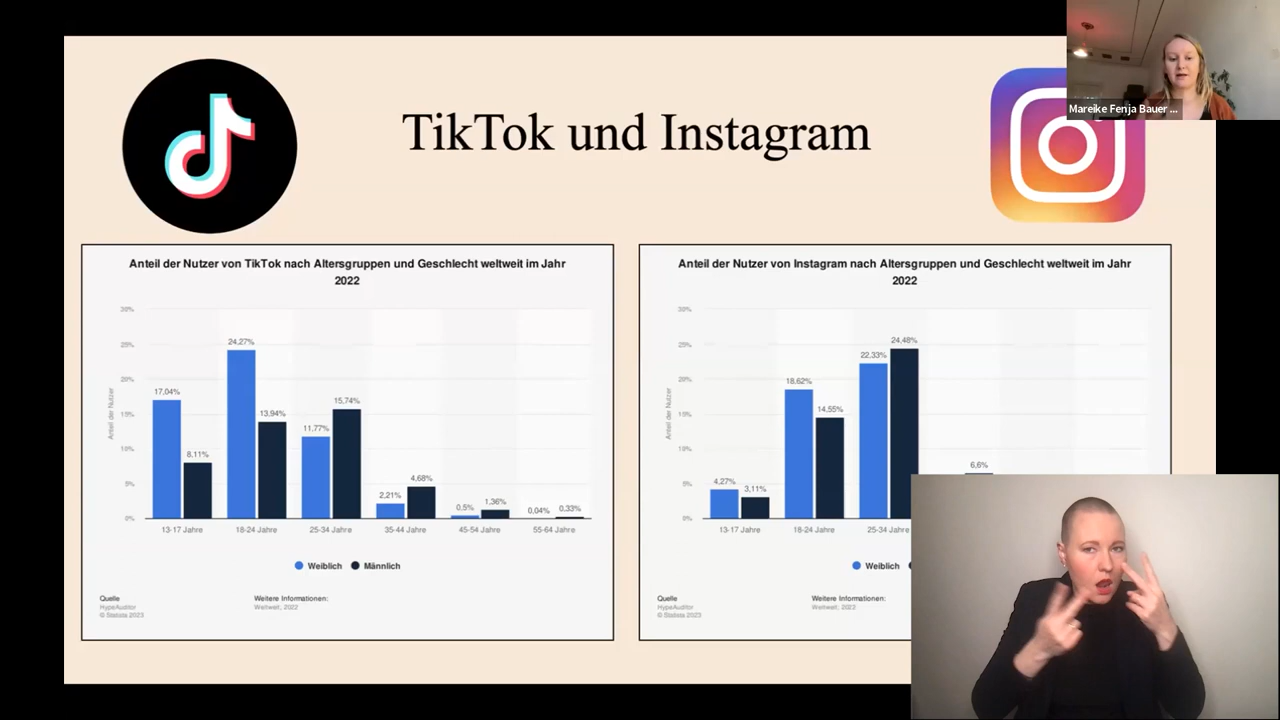 Mareike Fenja Bauer ...
TikTok und Instagram
Anteil der Nutzer von TikTok nach Altersgruppen und Geschlecht weltweit im Jahr
2022
Anteil der Nutzer
30%
25%
20%
15%
10%
5%
0%
17,04%
8,11%
24,27%
13,94%
11,77%
15,74%
2,21%
4,68%
0,5%
1,36%
0,04%
0,33%
13-17 Jahre
18-24 Jahre
25-34 Jahre
35-44 Jahre
45-54 Jahre
55-64 Jahre
Weiblich
Männlich
Quelle
HypeAuditor
© Statista 2023
Weitere Informationen:
Weltweit, 2022
Anteil der Nutzer von Instagram nach Altersgruppen und Geschlecht weltweit im Jahr
2022
Anteil der Nutzer
30%
25%
20%
15%
10%
5%
0%
4,27%
3,11%
18,62%
14,55%
22,33%
24,48%
6,6%
13-17 Jahre
18-24 Jahre
25-34 Jahre
Weiblich
Quelle
HypeAuditor
© Statista 2023
Weitere Informationen:
Weltweit, 2022